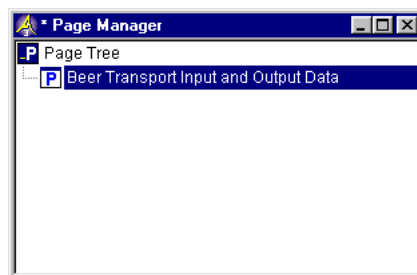 * Page Manager
P Page Tree
P Beer Transport Input and Output Data